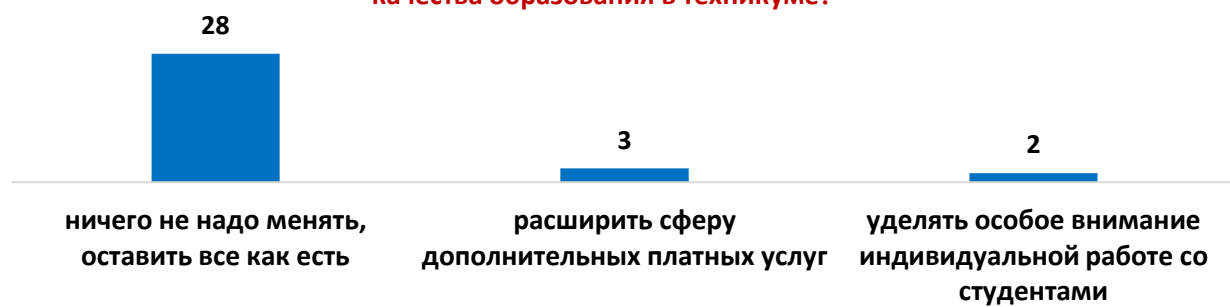 качества образования в техникуме?
28
3
2
ничего не надо менять,
оставить все как есть
расширить сферу
дополнительных платных услуг
уделять особое внимание
индивидуальной работе со
студентами